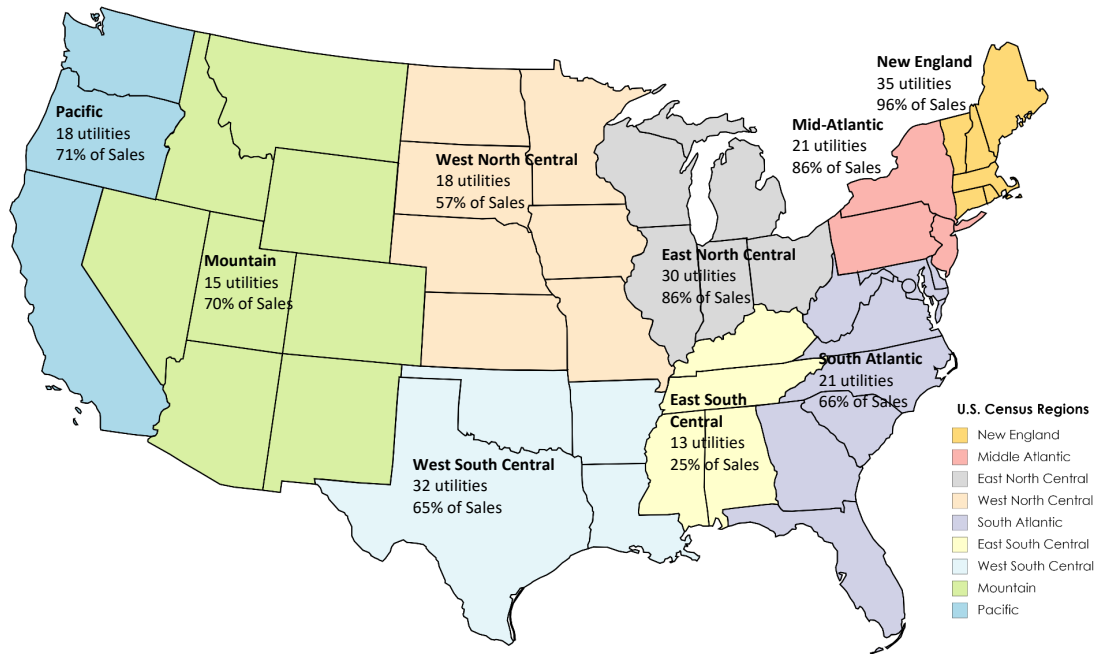 New England
35 utilities
96% of Sales
Mid-Atlantic
21 utilities
86% of Sales
Pacific
18 utilities
71% of Sales
West North Central
18 utilities
57% of Sales
Mountain
15 utilities
70% of Sales
East North Central
30 utilities
86% of Sales
South Atlantic
21 utilities
66% of Sales
East South
Central
13 utilities
25% of Sales
West South Central
32 utilities
65% of Sales
U.S. Census Regions
New England
Middle Atlantic
East North Central
West North Central
South Atlantic
East South Central
West South Central
Mountain
Pacific